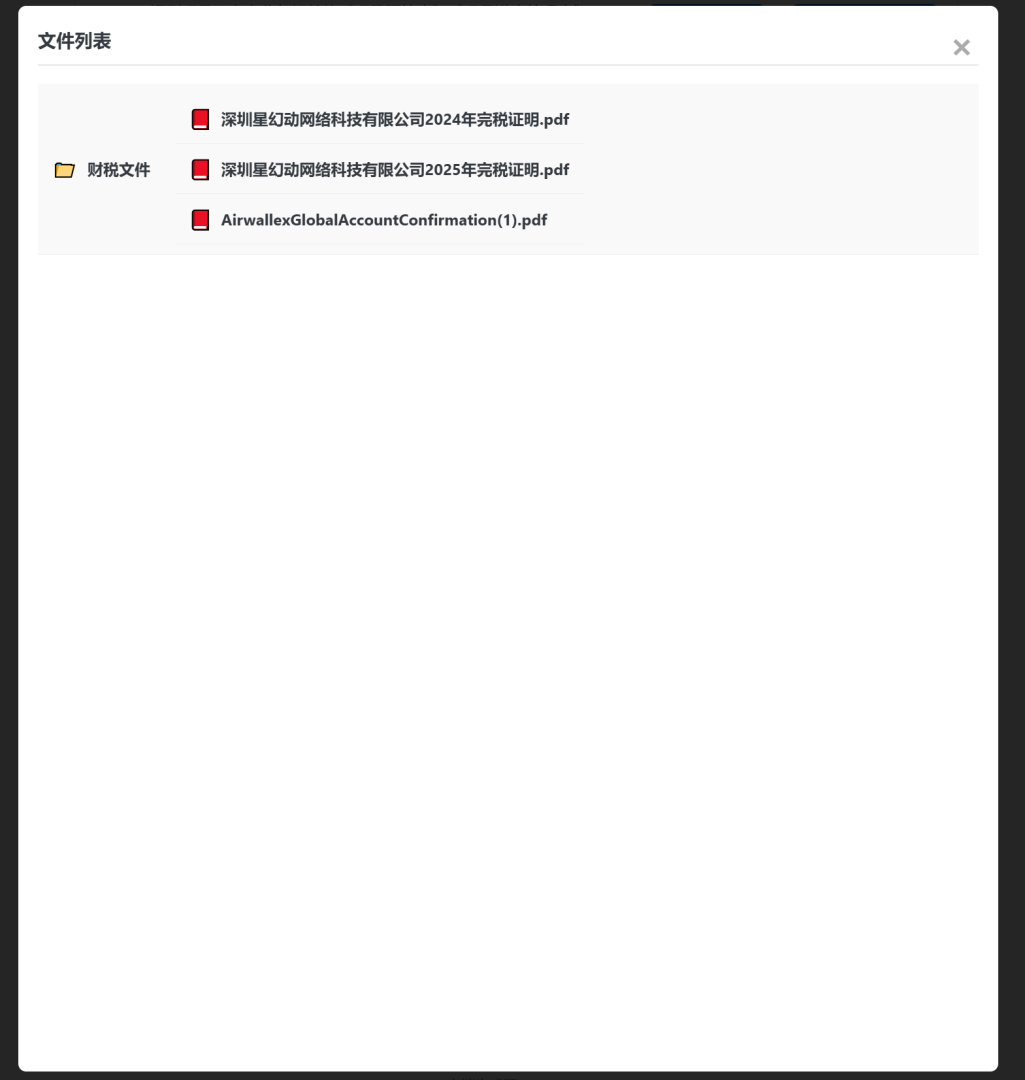 文件列表
深圳星幻动网络科技有限公司2024年完税证明.pdf
财税文件
深圳星幻动网络科技有限公司2025年完税证明.pdf
AirwallexGlobalAccountConfirmation(1).pdf